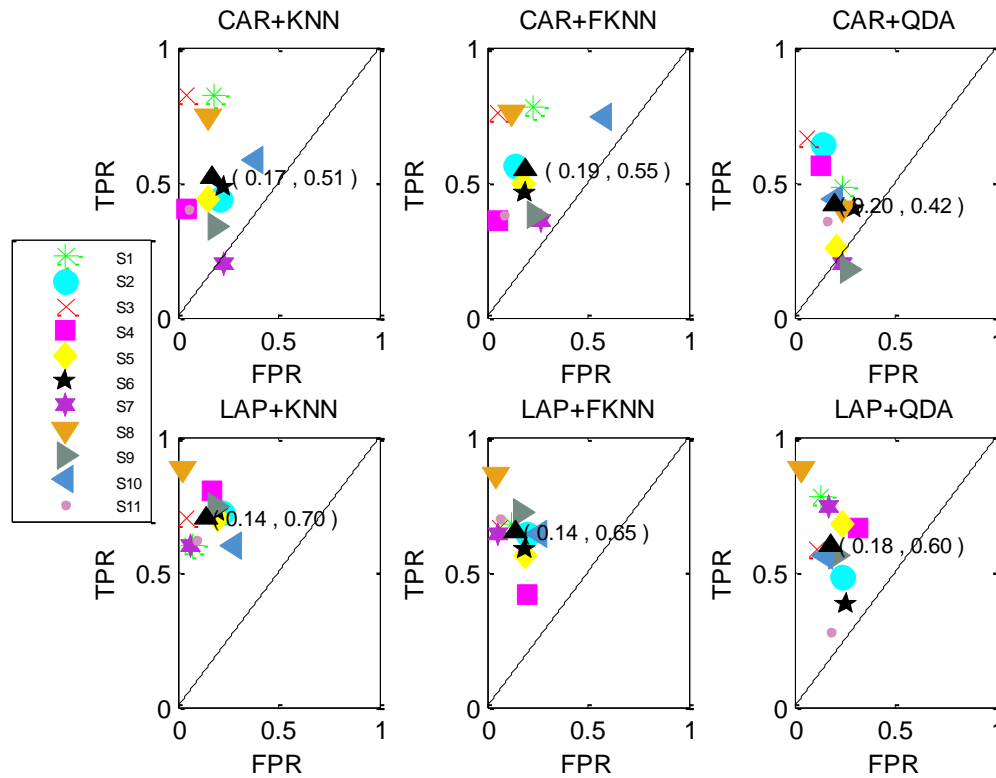 CAR+KNN
CAR+FKNN
CAR+QDA
1
1
1
TPR
0.5
( 0.17 , 0.51 )
TPR
0.5
( 0.19 , 0.55 )
TPR
0.5
( 0.20 , 0.42 )
0
0
0
0
0.5
1
0
0.5
1
0
0.5
1
FPR
FPR
FPR
S1
S2
S3
S4
S5
S6
S7
S8
S9
S10
S11
LAP+KNN
LAP+FKNN
LAP+QDA
1
1
1
TPR
0.5
( 0.14 , 0.70 )
TPR
0.5
( 0.14 , 0.65 )
TPR
0.5
( 0.18 , 0.60 )
0
0
0
0
0.5
1
0
0.5
1
0
0.5
1
FPR
FPR
FPR